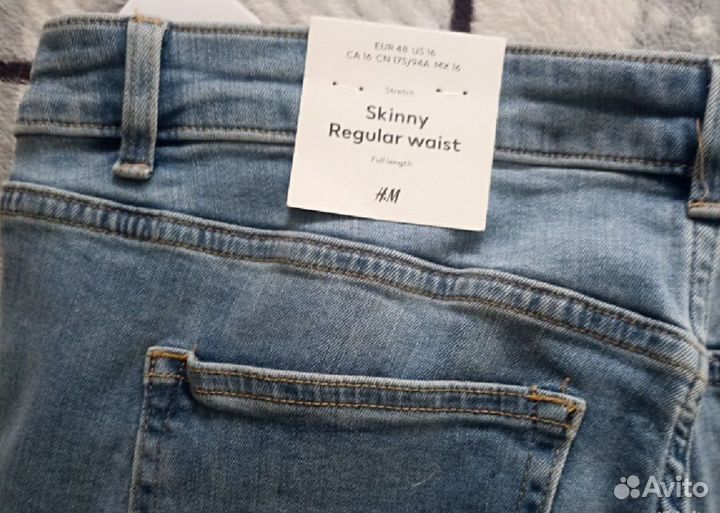 EUR 48 US 16
CA 16 CN 175/94A MX 16
Stretch
Skinny
Regular waist
Full length
H&M
Avito